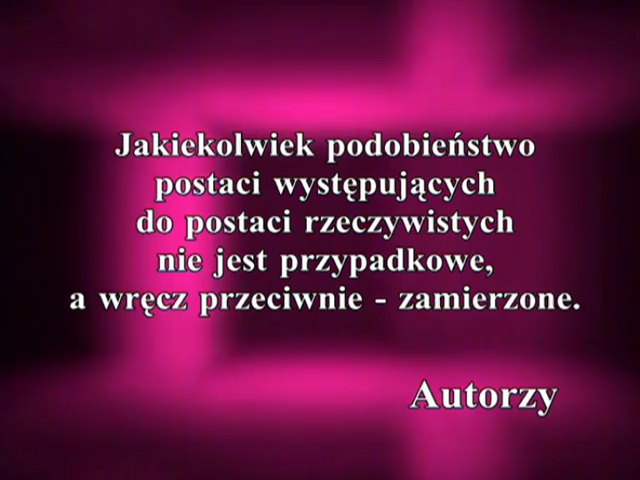 Jakiekolwiek podobieństwo
postaci występujących
do postaci rzeczywistych
nie jest przypadkowe,
a wręcz przeciwnie - zamierzone.
Autorzy